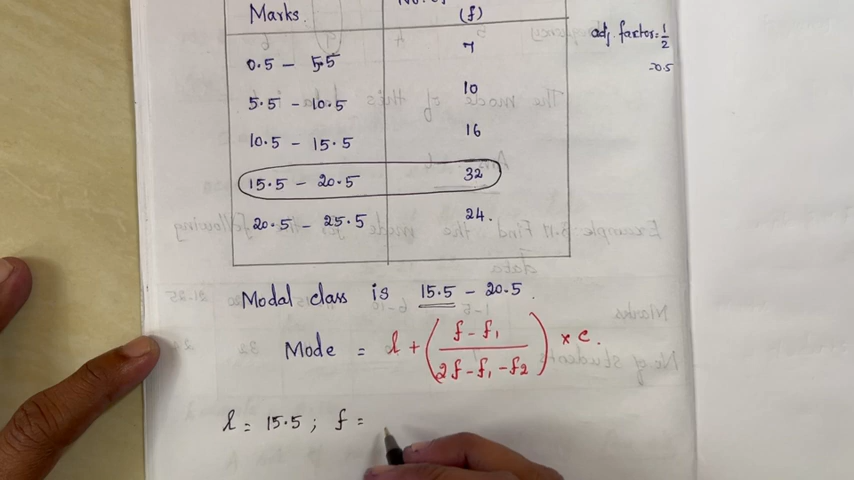 Marks.
(f)
adj. factor = 1/2
= 0.5
0.5 - 5.5 7
5.5 - 10.5 10
10.5 - 15.5 16
15.5 - 20.5 32
20.5 - 25.5 24.
Modal class is 15.5 - 20.5.
Mode = l + ( f - f1 / 2f - f1 - f2 ) × c.
l = 15.5 ; f =